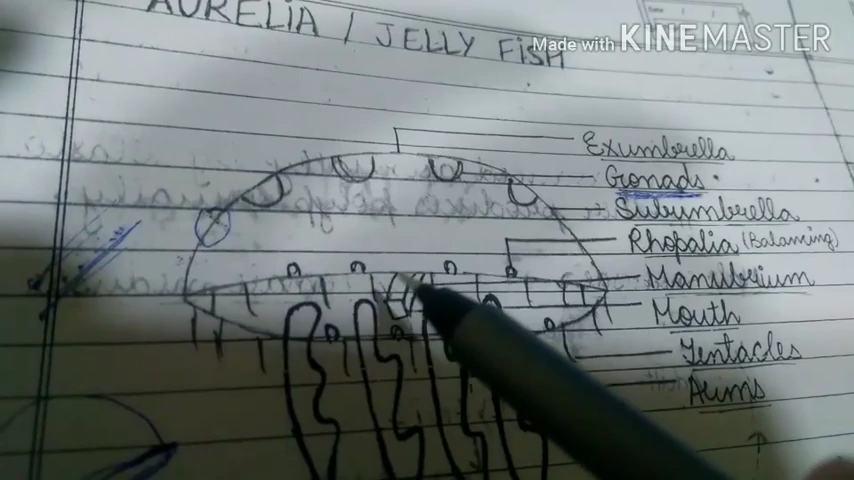 AURELIA / JELLY FISH
Made with KINEMASTER
Exumbrella
Gonads
Subumbrella
Rhopalia (Balancing)
Manubrium
Mouth
Tentacles
Arms